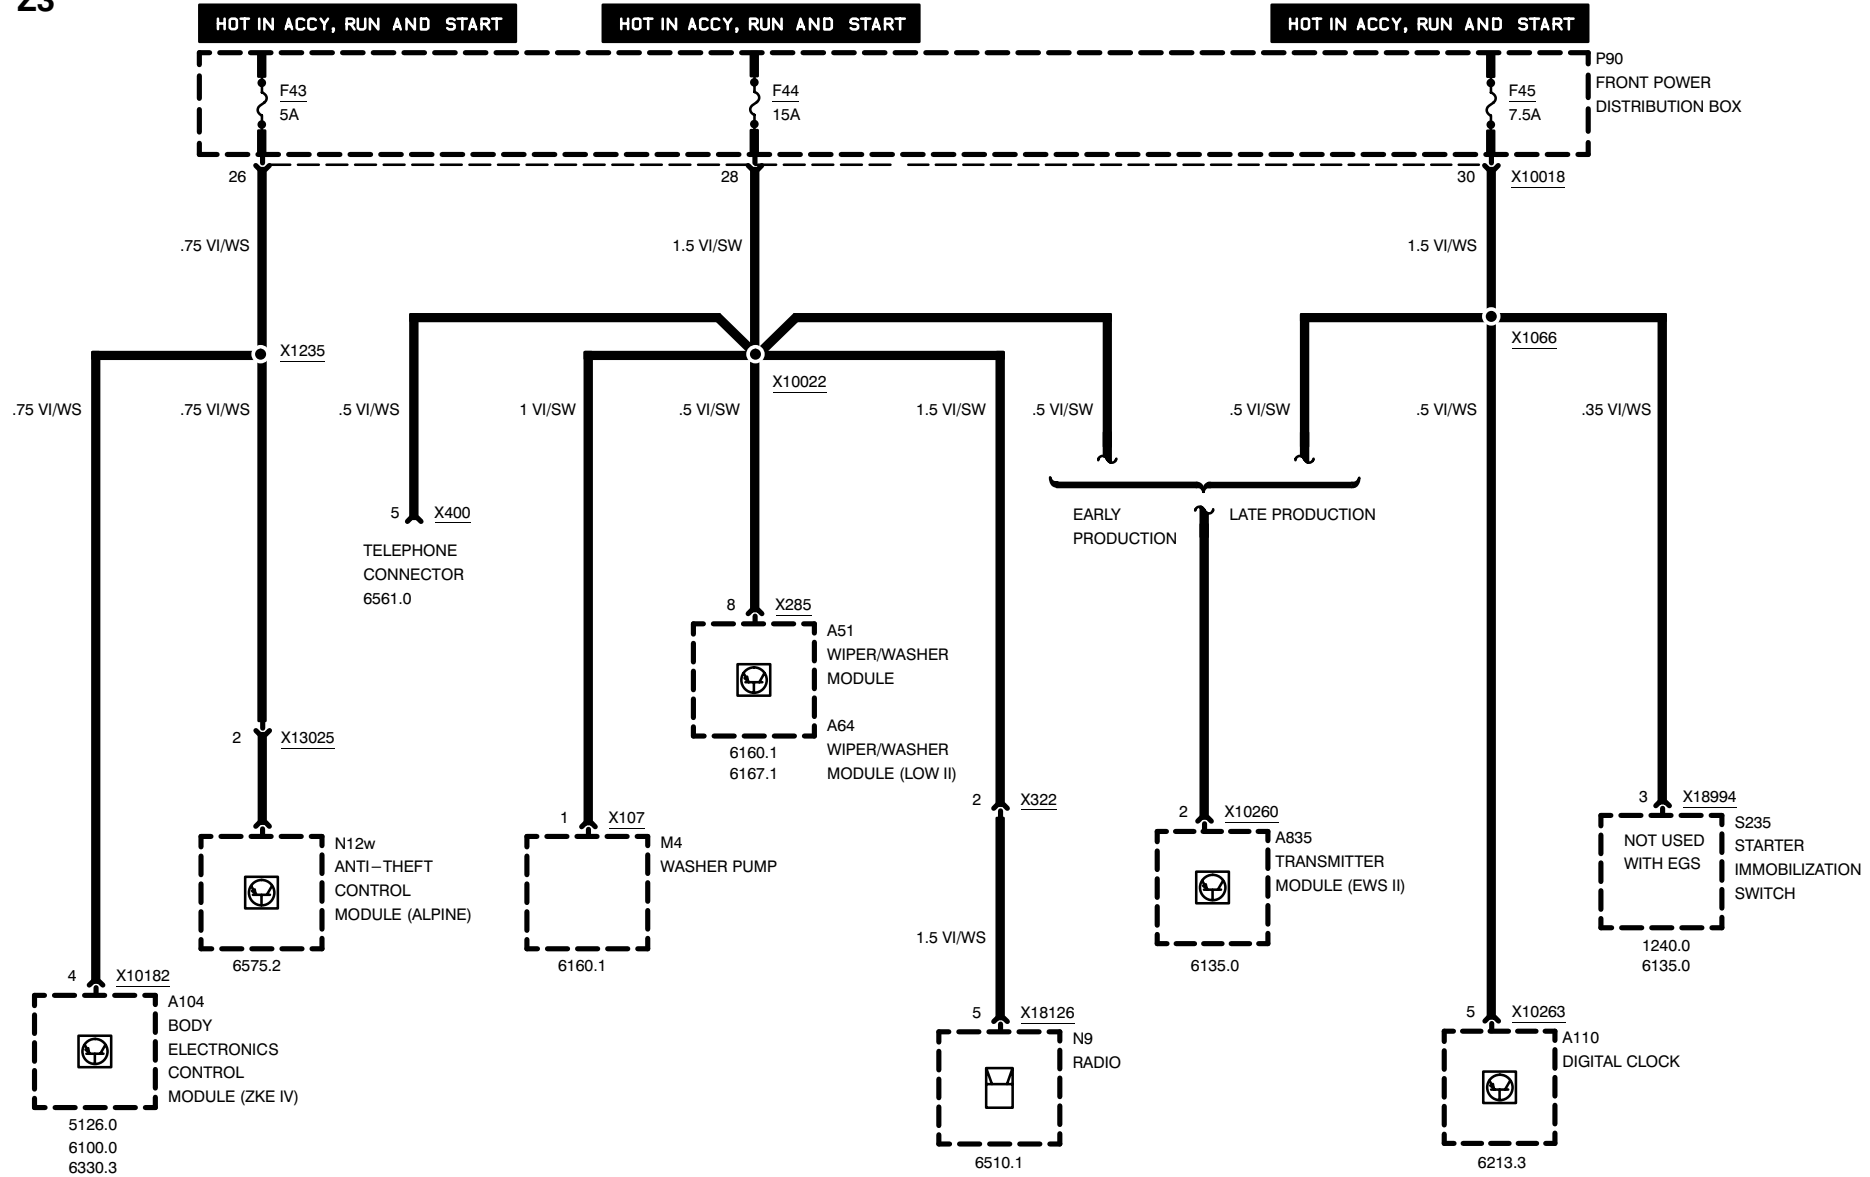 Z3
HOT IN ACCY, RUN AND START
HOT IN ACCY, RUN AND START
HOT IN ACCY, RUN AND START
F43
5A
F44
15A
F45
7.5A
P90
FRONT POWER
DISTRIBUTION BOX
26
28
30
X10018
.75 VI/WS
1.5 VI/SW
1.5 VI/WS
X1235
X10022
X1066
.75 VI/WS
.75 VI/WS
.5 VI/WS
1 VI/SW
.5 VI/SW
1.5 VI/SW
.5 VI/SW
.5 VI/SW
.5 VI/WS
.35 VI/WS
5
X400
TELEPHONE
CONNECTOR
6561.0
EARLY
PRODUCTION
LATE PRODUCTION
8
X285
A51
WIPER/WASHER
MODULE
A64
WIPER/WASHER
MODULE (LOW II)
6160.1
6167.1
2
X13025
N12w
ANTI-THEFT
CONTROL
MODULE (ALPINE)
6575.2
1
X107
M4
WASHER PUMP
6160.1
2
X322
1.5 VI/WS
2
X10260
A835
TRANSMITTER
MODULE (EWS II)
6135.0
3
X18994
NOT USED
WITH EGS
S235
STARTER
IMMOBILIZATION
SWITCH
1240.0
6135.0
4
X10182
A104
BODY
ELECTRONICS
CONTROL
MODULE (ZKE IV)
5126.0
6100.0
6330.3
5
X18126
N9
RADIO
6510.1
5
X10263
A110
DIGITAL CLOCK
6213.3